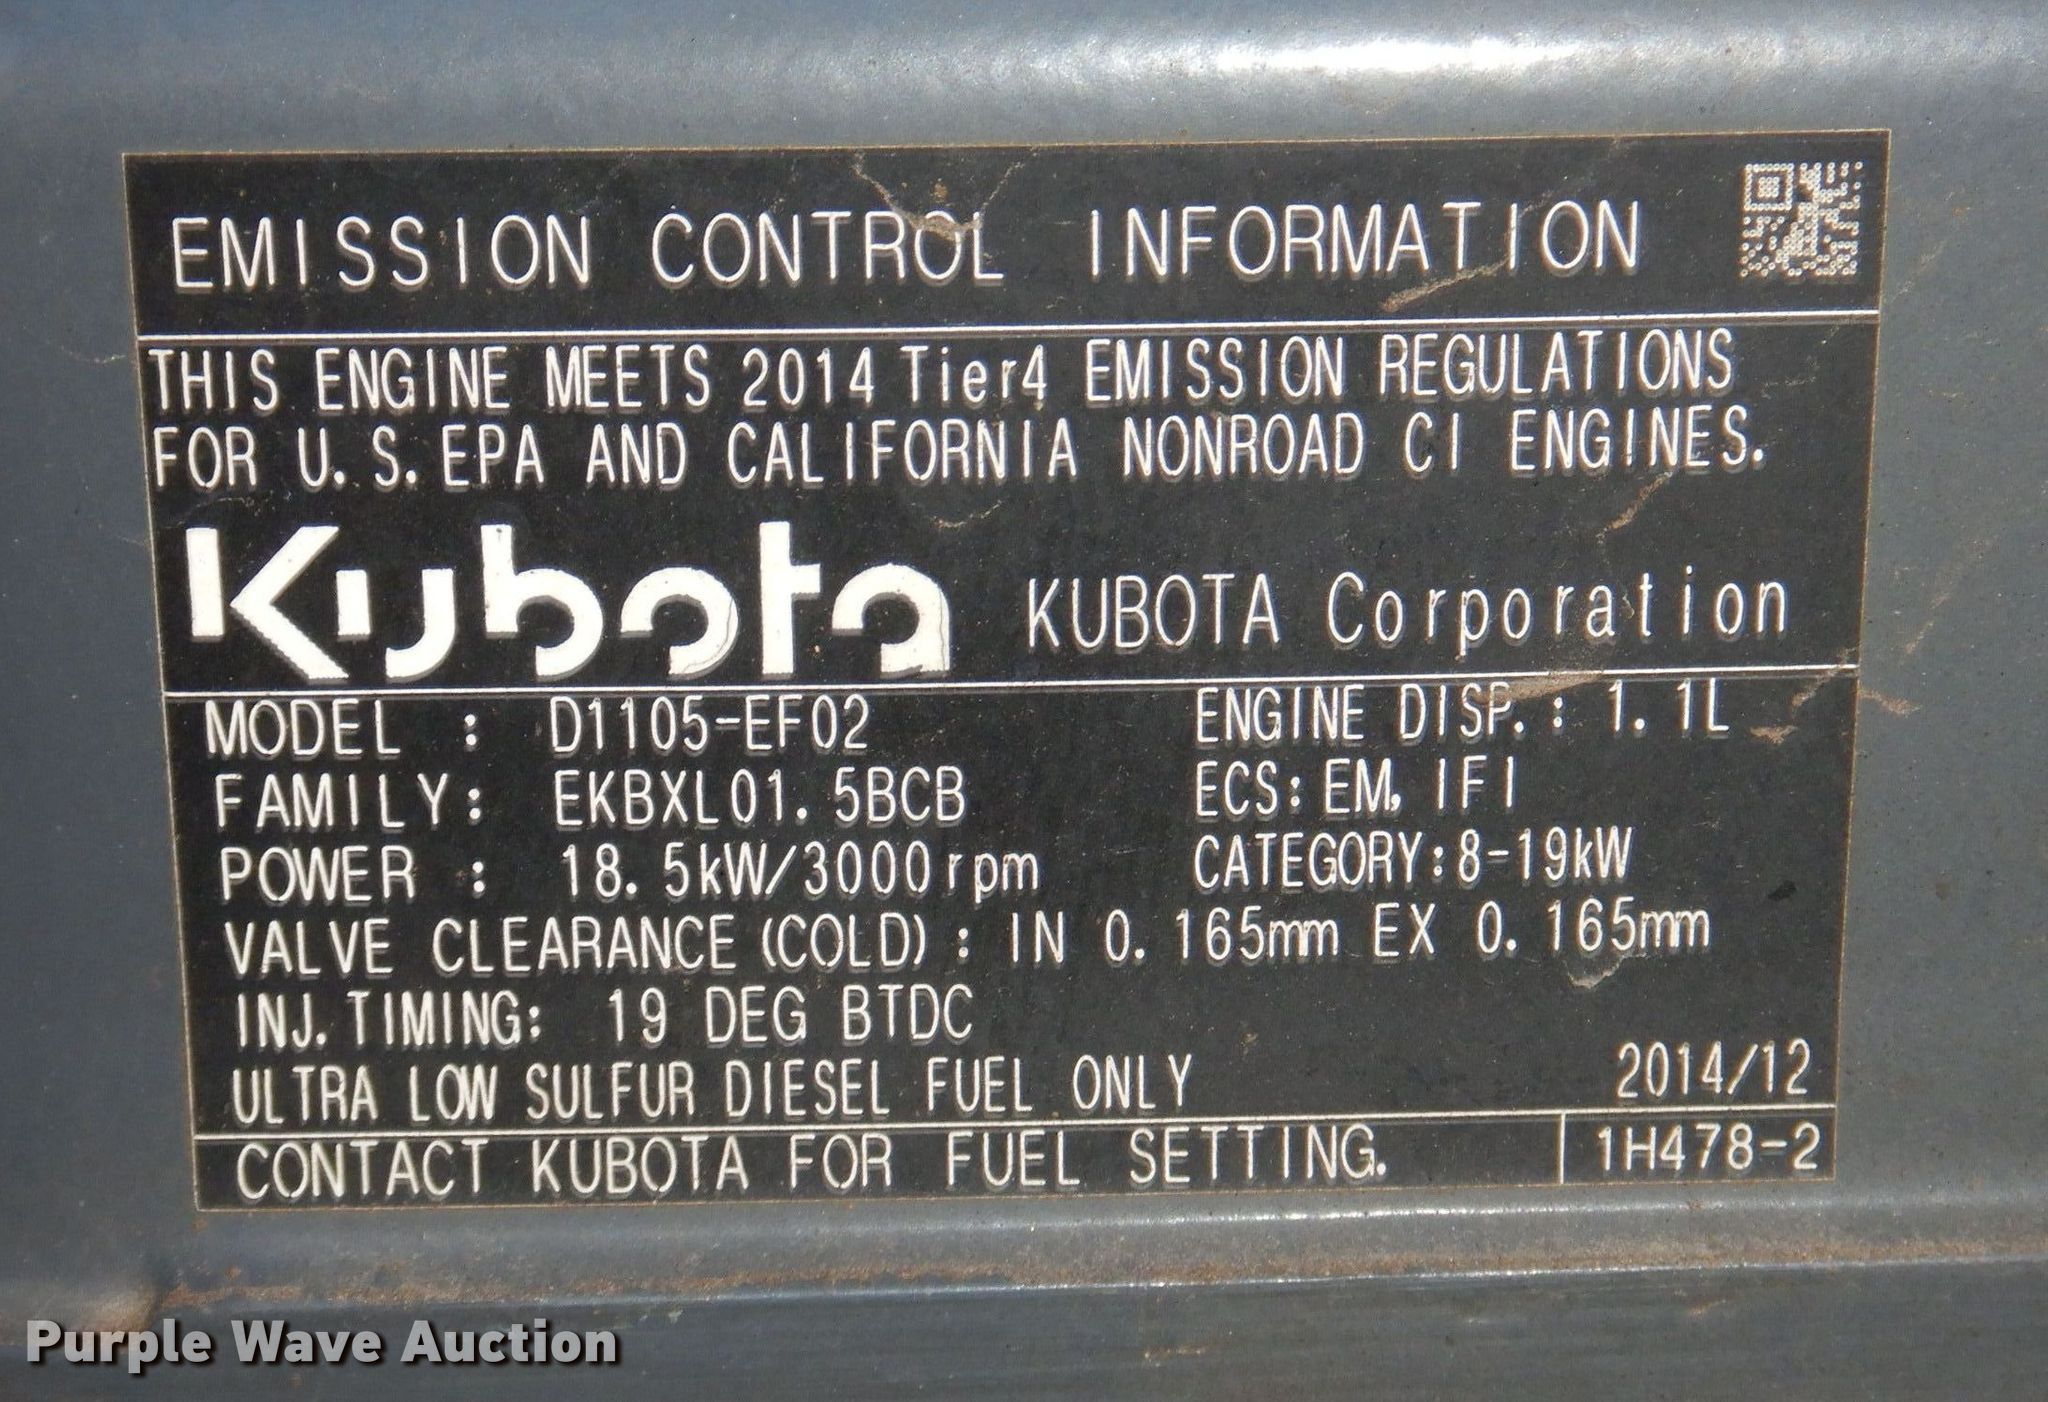 EMISSION CONTROL INFORMATION
THIS ENGINE MEETS 2014 Tier4 EMISSION REGULATIONS
FOR U.S.EPA AND CALIFORNIA NONROAD CI ENGINES.
Kubota KUBOTA Corporation
MODEL : D1105-EF02 ENGINE DISP.: 1.1L
FAMILY: EKBXL01.5BCB ECS: EM, IFI
POWER : 18.5kW/3000rpm CATEGORY:8-19kW
VALVE CLEARANCE (COLD) : IN 0.165mm EX 0.165mm
INJ.TIMING: 19 DEG BTDC
ULTRA LOW SULFUR DIESEL FUEL ONLY 2014/12
CONTACT KUBOTA FOR FUEL SETTING. 1H478-2
Purple Wave Auction